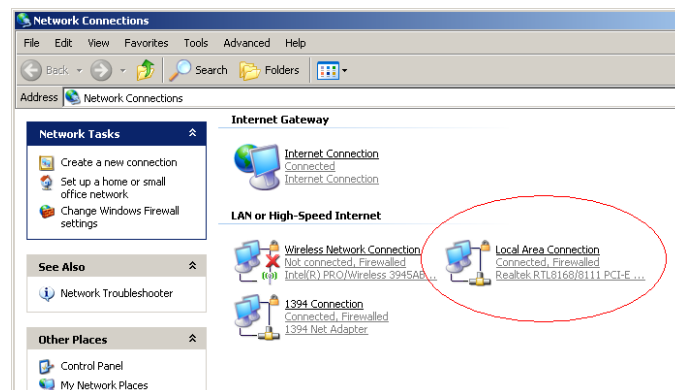 Network Connections
File Edit View Favorites Tools Advanced Help
Back Search Folders
Address Network Connections
Network Tasks
Create a new connection
Set up a home or small
office network
Change Windows Firewall
settings
See Also
Network Troubleshooter
Other Places
Control Panel
My Network Places
Internet Gateway
Internet Connection
Connected
Internet Connection
LAN or High-Speed Internet
Wireless Network Connection
Not connected, Firewalled
Intel(R) PRO/Wireless 3945AB...
Local Area Connection
Connected, Firewalled
Realtek RTL8168/8111 PCI-E ...
1394 Connection
Connected, Firewalled
1394 Net Adapter